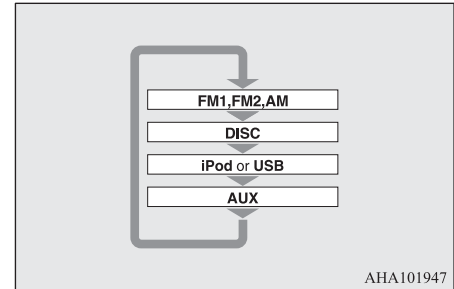 FM1,FM2,AM
DISC
iPod or USB
AUX
AHA101947